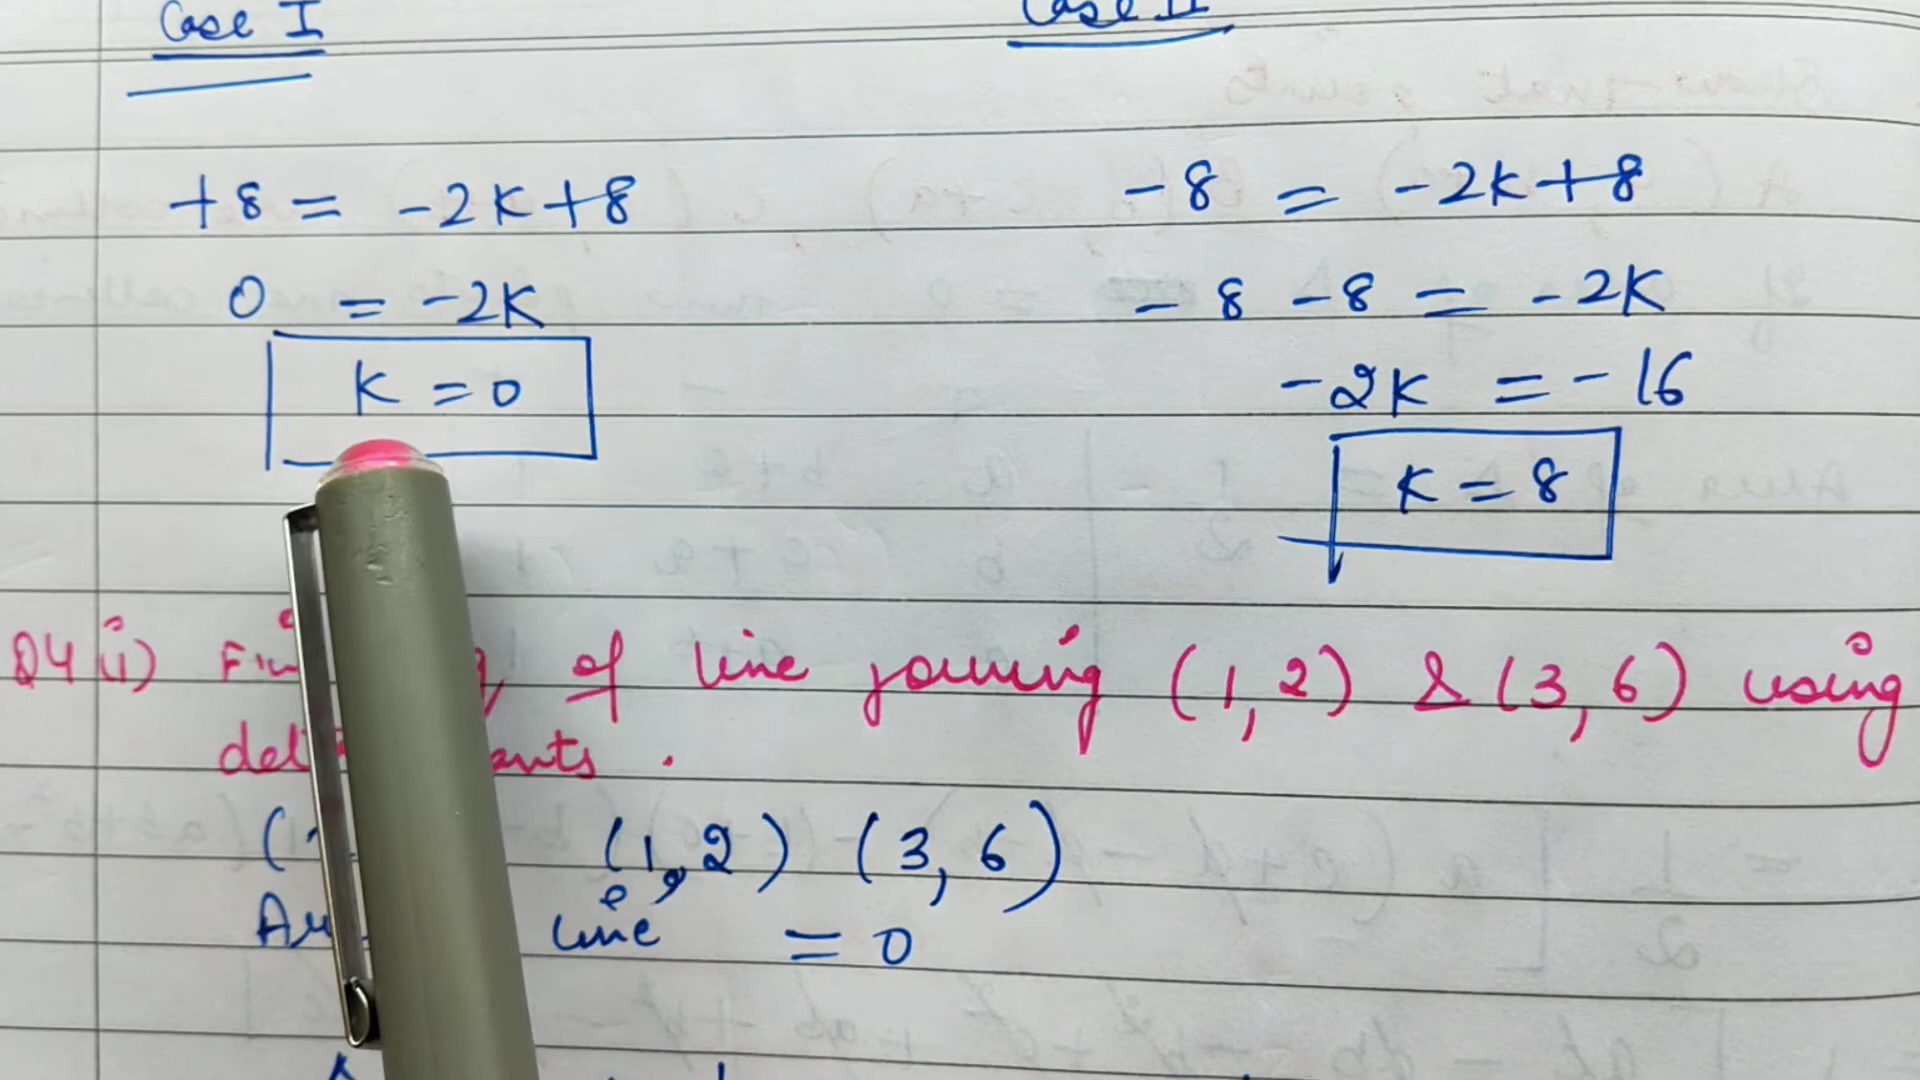 Case I
Case II
+8 = -2K+8
0 = -2K
K = 0
-8 = -2K+8
-8 -8 = -2K
-2K = -16
K = 8
Q4 (i) of line joining (1,2) & (3,6) using
(1,2) (3,6)
line = 0